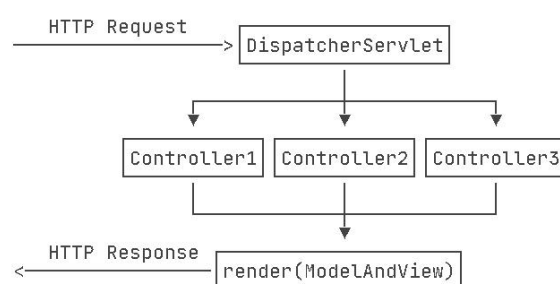 HTTP Request
DispatcherServlet
Controller1
Controller2
Controller3
HTTP Response
render(ModelAndView)